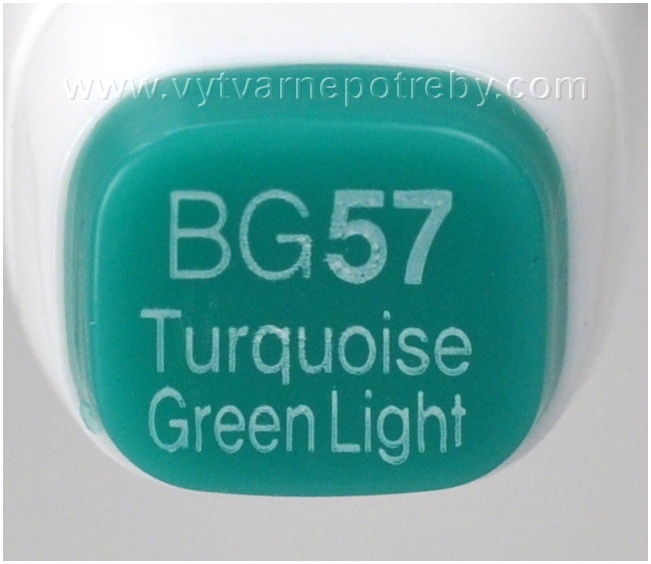 www.vytvarnepotreby.com
BG57
Turquoise
Green Light